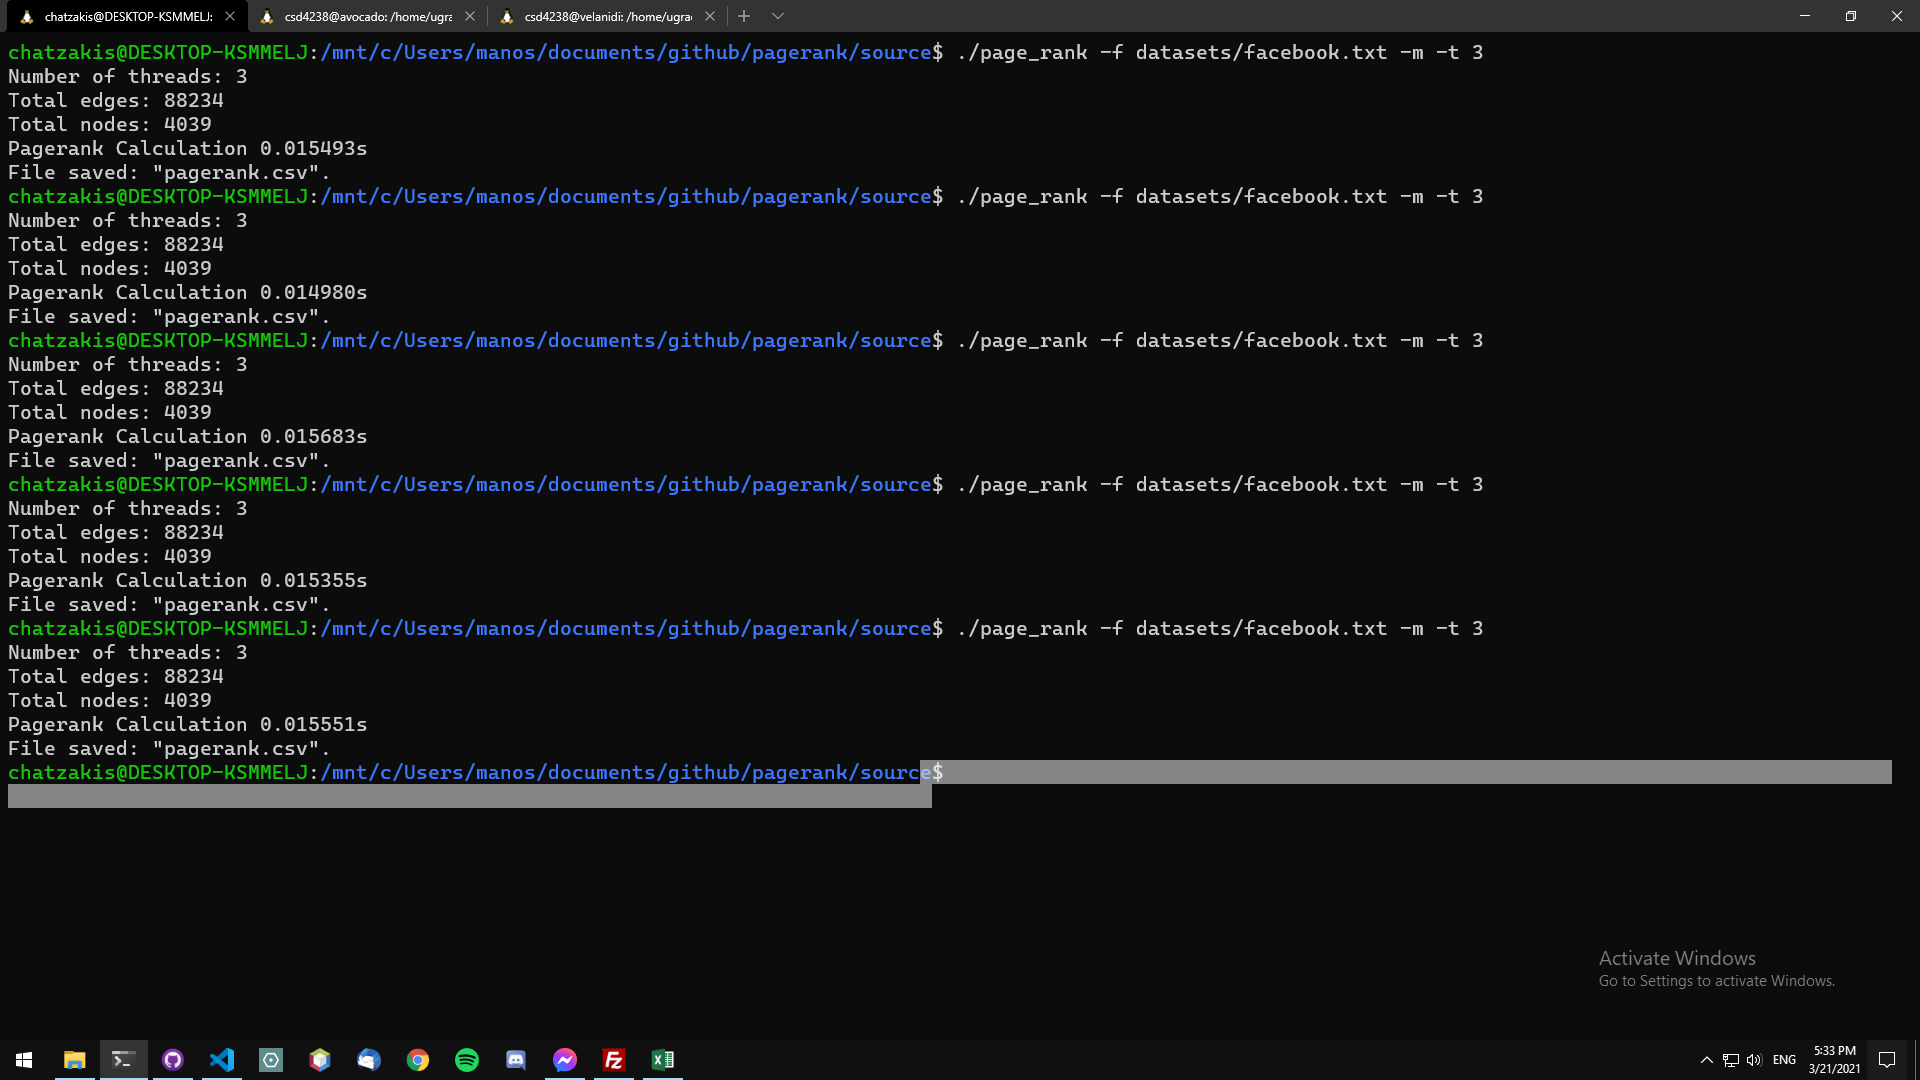 chatzakis@DESKTOP-KSMMELJ:
csd4238@avocado: /home/ugra
csd4238@velanidi: /home/ugra
chatzakis@DESKTOP-KSMMELJ:/mnt/c/Users/manos/documents/github/pagerank/source$ ./page_rank -f datasets/facebook.txt -m -t 3
Number of threads: 3
Total edges: 88234
Total nodes: 4039
Pagerank Calculation 0.015493s
File saved: "pagerank.csv".
chatzakis@DESKTOP-KSMMELJ:/mnt/c/Users/manos/documents/github/pagerank/source$ ./page_rank -f datasets/facebook.txt -m -t 3
Number of threads: 3
Total edges: 88234
Total nodes: 4039
Pagerank Calculation 0.014980s
File saved: "pagerank.csv".
chatzakis@DESKTOP-KSMMELJ:/mnt/c/Users/manos/documents/github/pagerank/source$ ./page_rank -f datasets/facebook.txt -m -t 3
Number of threads: 3
Total edges: 88234
Total nodes: 4039
Pagerank Calculation 0.015683s
File saved: "pagerank.csv".
chatzakis@DESKTOP-KSMMELJ:/mnt/c/Users/manos/documents/github/pagerank/source$ ./page_rank -f datasets/facebook.txt -m -t 3
Number of threads: 3
Total edges: 88234
Total nodes: 4039
Pagerank Calculation 0.015355s
File saved: "pagerank.csv".
chatzakis@DESKTOP-KSMMELJ:/mnt/c/Users/manos/documents/github/pagerank/source$ ./page_rank -f datasets/facebook.txt -m -t 3
Number of threads: 3
Total edges: 88234
Total nodes: 4039
Pagerank Calculation 0.015551s
File saved: "pagerank.csv".
chatzakis@DESKTOP-KSMMELJ:/mnt/c/Users/manos/documents/github/pagerank/source$
Activate Windows
Go to Settings to activate Windows.
ENG
5:33 PM
3/21/2021